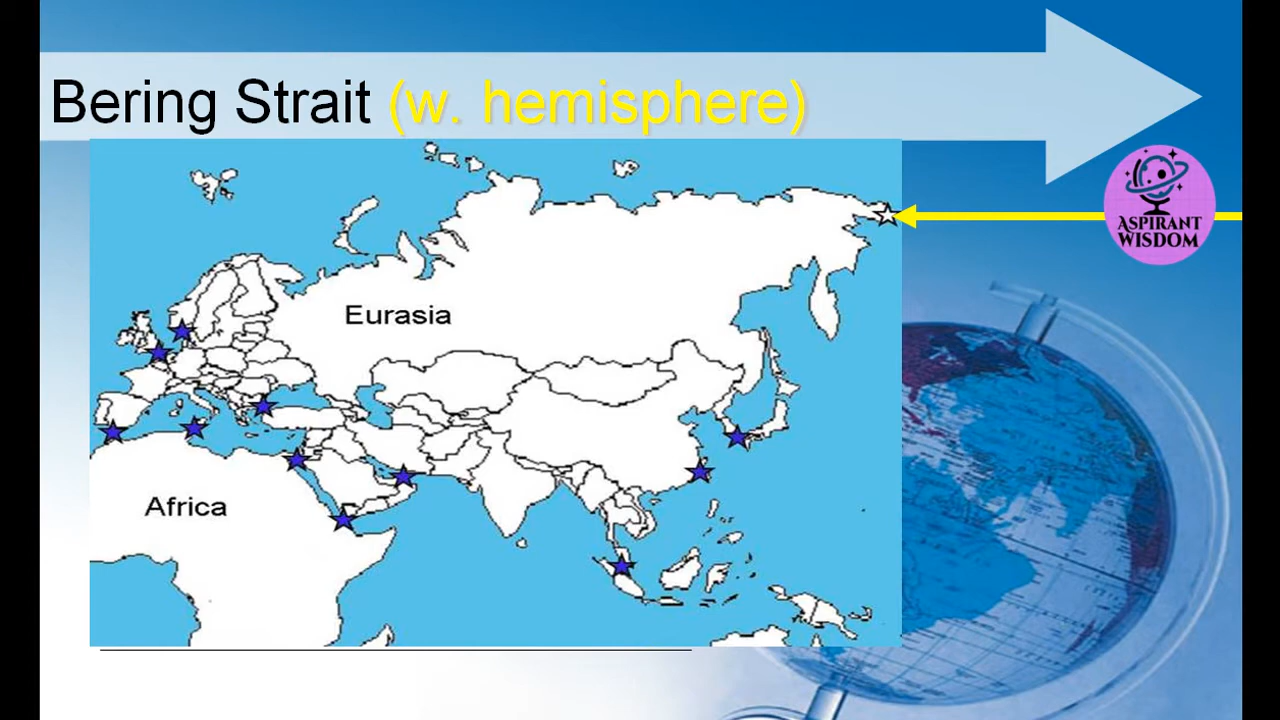 Bering Strait (w. hemisphere)
ASPIRANT
WISDOM
Eurasia
Africa